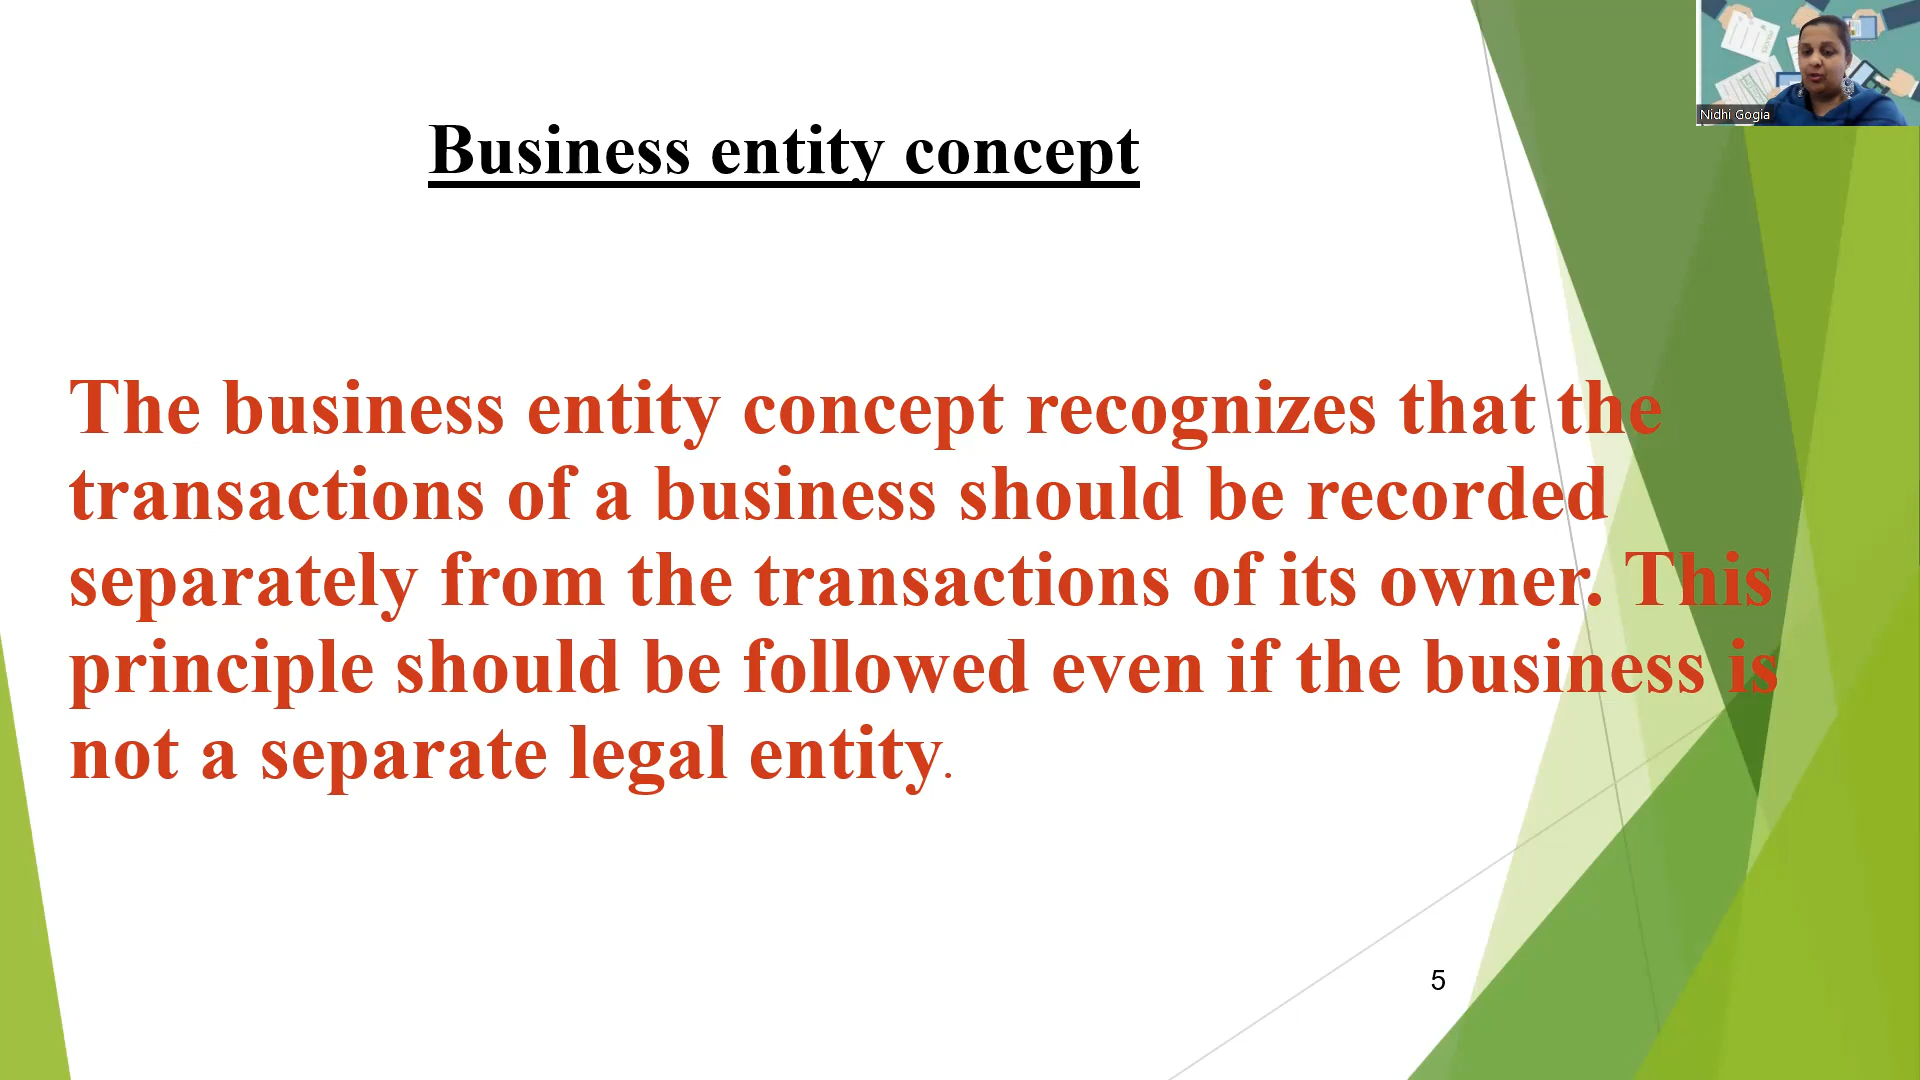 Business entity concept
Nidhi Gogia
The business entity concept recognizes that the
transactions of a business should be recorded
separately from the transactions of its owner. This
principle should be followed even if the business is
not a separate legal entity.
5